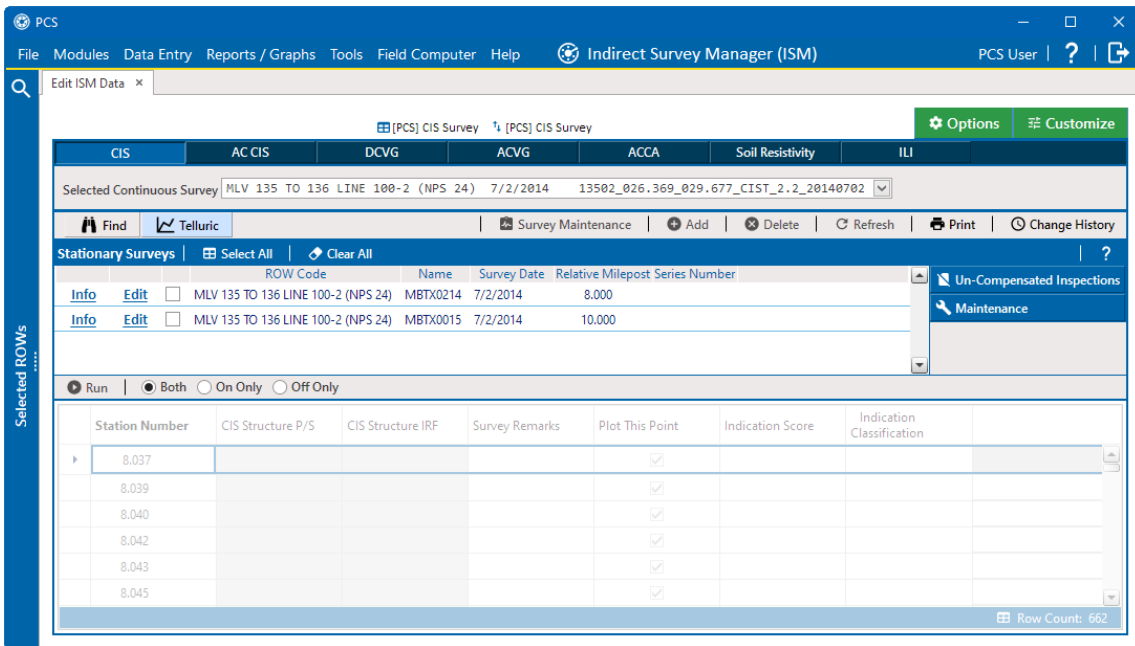 PCS
File Modules Data Entry Reports / Graphs Tools Field Computer Help Indirect Survey Manager (ISM) PCS User | ? |
Edit ISM Data ×
[PCS] CIS Survey [PCS] CIS Survey
Options Customize
CIS AC CIS DCVG ACVG ACCA Soil Resistivity ILI
Selected Continuous Survey MLV 135 TO 136 LINE 100-2 (NPS 24) 7/2/2014 13502_026.369_029.677_CIST_2.2_20140702
Find Telluric | Survey Maintenance | Add | Delete | Refresh | Print | Change History
Stationary Surveys | Select All | Clear All | ?
ROW Code Name Survey Date Relative Milepost Series Number
Info Edit MLV 135 TO 136 LINE 100-2 (NPS 24) MBTX0214 7/2/2014 8.000
Info Edit MLV 135 TO 136 LINE 100-2 (NPS 24) MBTX0015 7/2/2014 10.000
Un-Compensated Inspections
Maintenance
Selected ROWs
Run | Both On Only Off Only
Station Number CIS Structure P/S CIS Structure IRF Survey Remarks Plot This Point Indication Score Indication
Classification
8.037
8.039
8.040
8.042
8.043
8.045
Row Count: 662